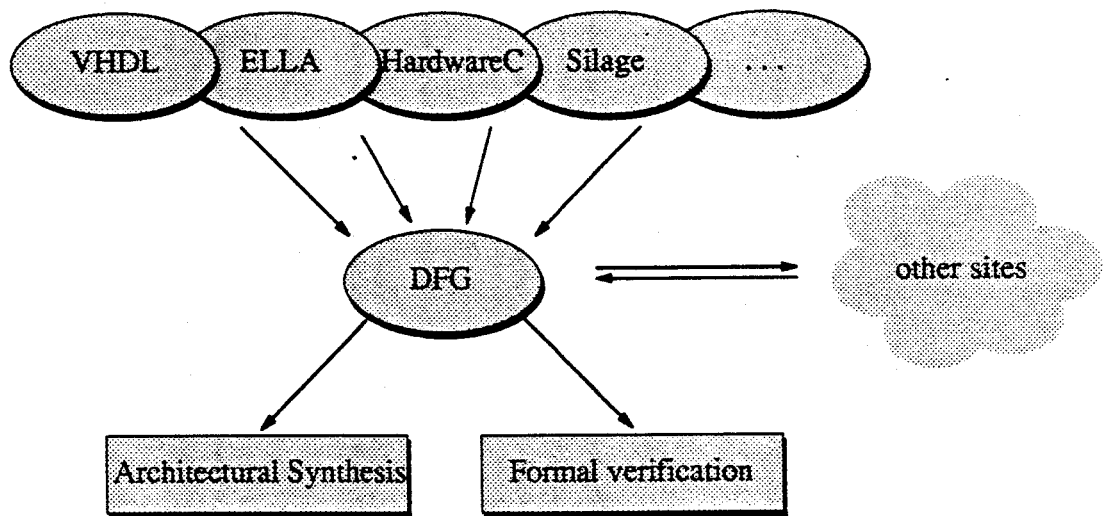 VHDL
ELLA
HardwareC
Silage
...
DFG
other sites
Architectural Synthesis
Formal verification